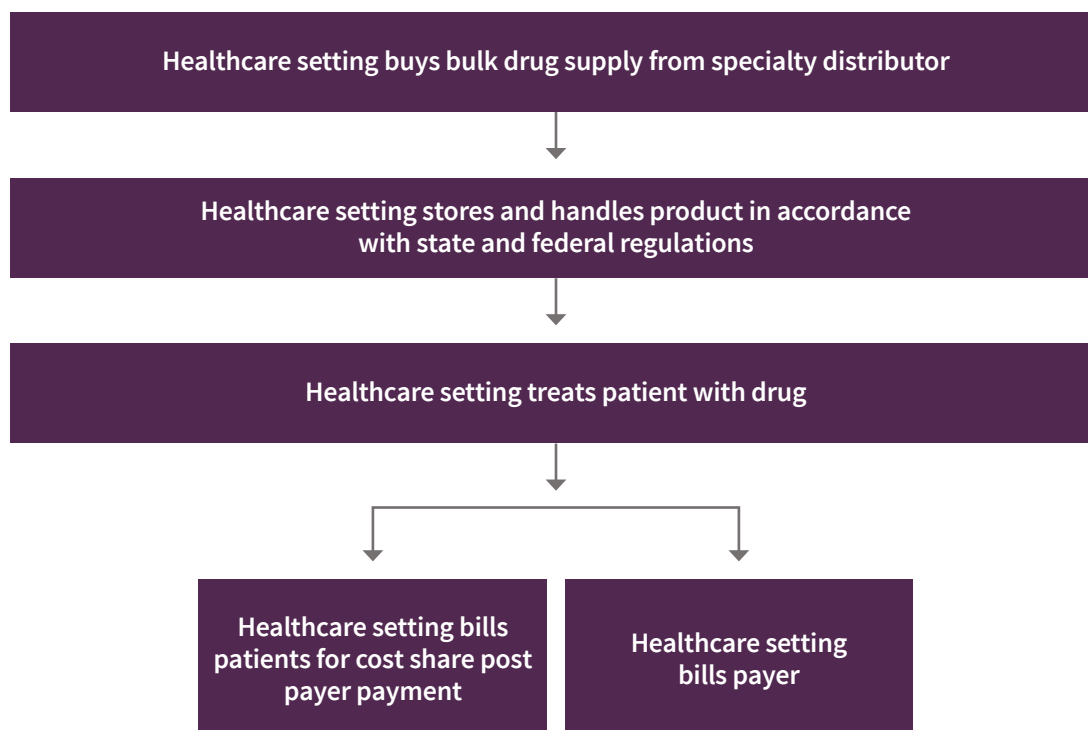 Healthcare setting buys bulk drug supply from specialty distributor
Healthcare setting stores and handles product in accordance
with state and federal regulations
Healthcare setting treats patient with drug
Healthcare setting bills
patients for cost share post
payer payment
Healthcare setting
bills payer